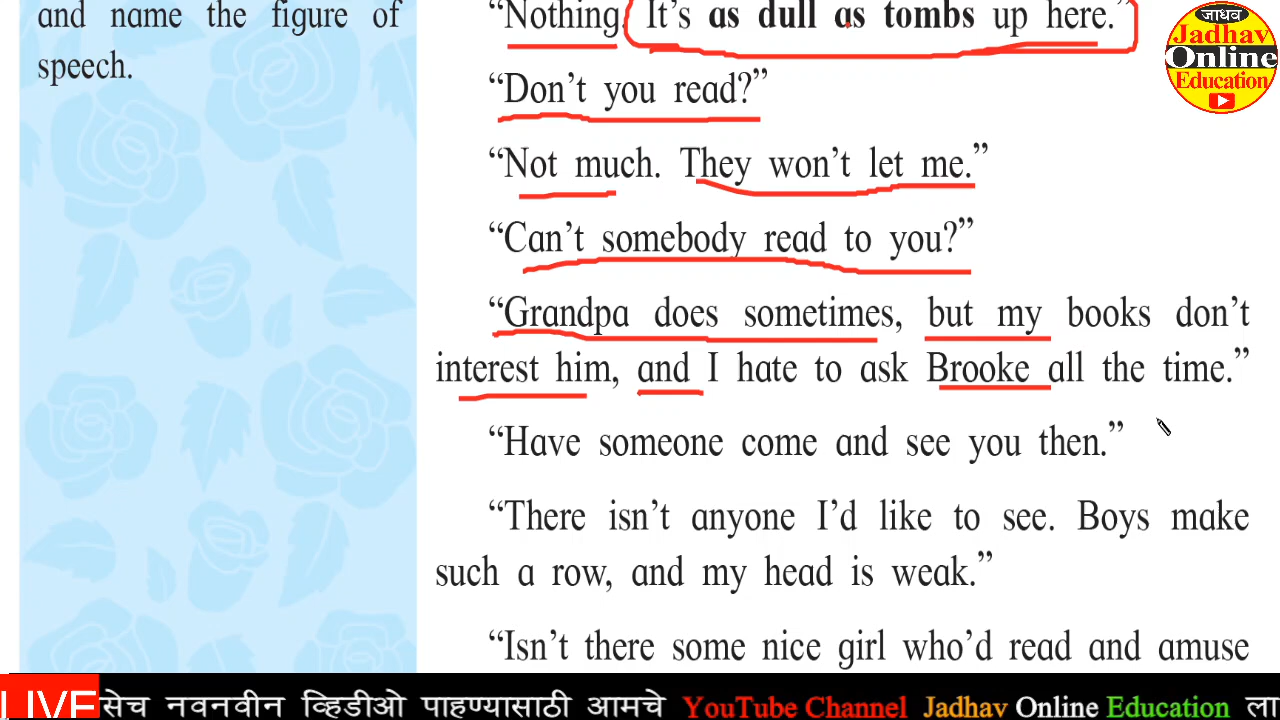 and name the figure of
speech.
“Nothing. It’s as dull as tombs up here.”
“Don’t you read?”
“Not much. They won’t let me.”
“Can’t somebody read to you?”
“Grandpa does sometimes, but my books don’t
interest him, and I hate to ask Brooke all the time.”
“Have someone come and see you then.”
“There isn’t anyone I’d like to see. Boys make
such a row, and my head is weak.”
“Isn’t there some nice girl who’d read and amuse
जाधव
Jadhav
Online
Education
LIVE सेच नवनवीन व्हिडीओ पाहण्यासाठी आमचे YouTube Channel Jadhav Online Education ला